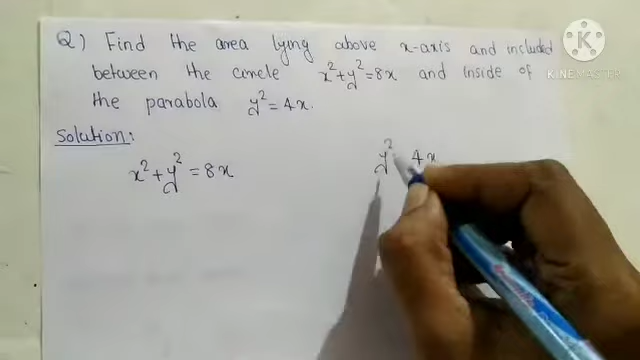 Q) Find the area lying above x-axis and included
between the circle x² + y² = 8x and inside of
the parabola y² = 4x.
Solution:
x² + y² = 8x y² 4x
KINEMASTER